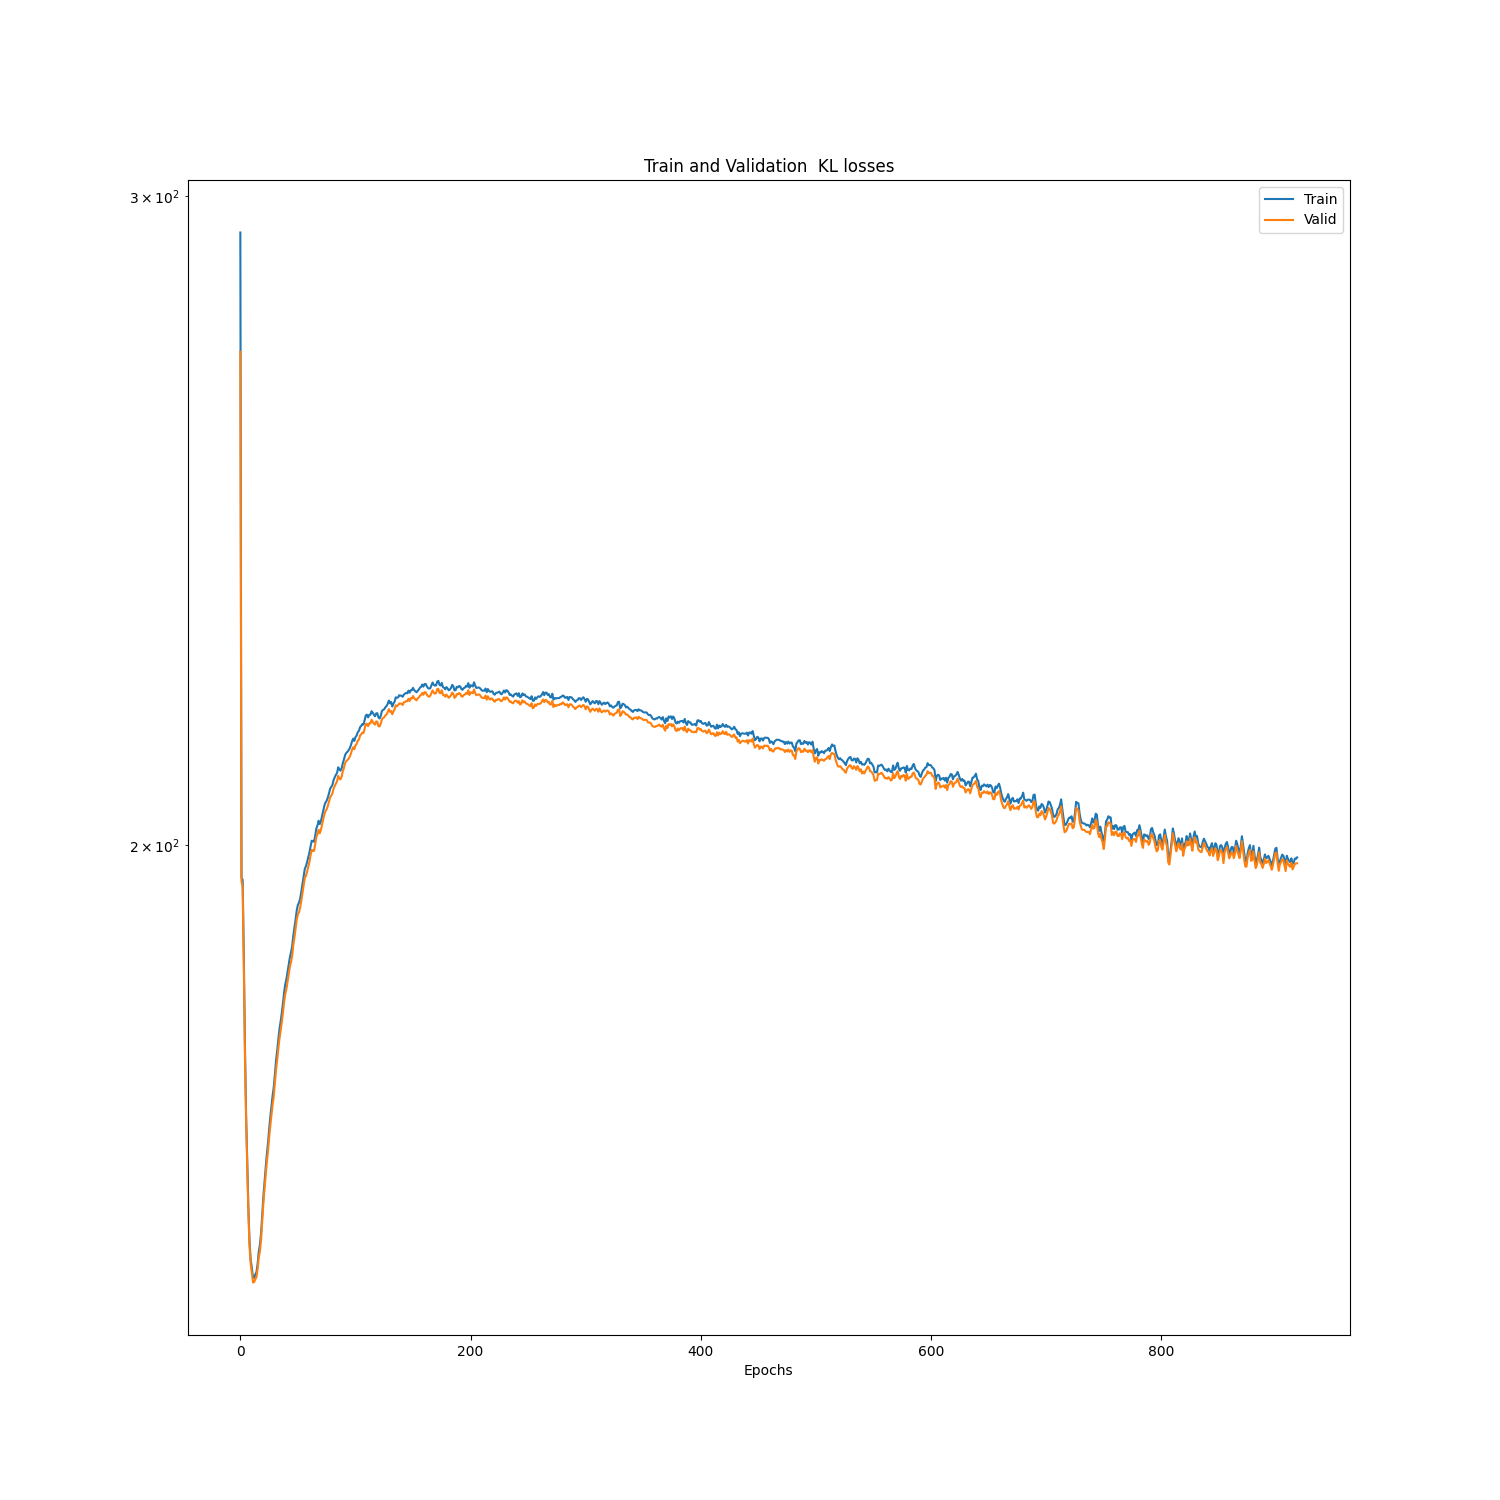 Train and Validation  KL losses
3 × 10²
Train
Valid
2 × 10²
0 200 400 600 800
Epochs